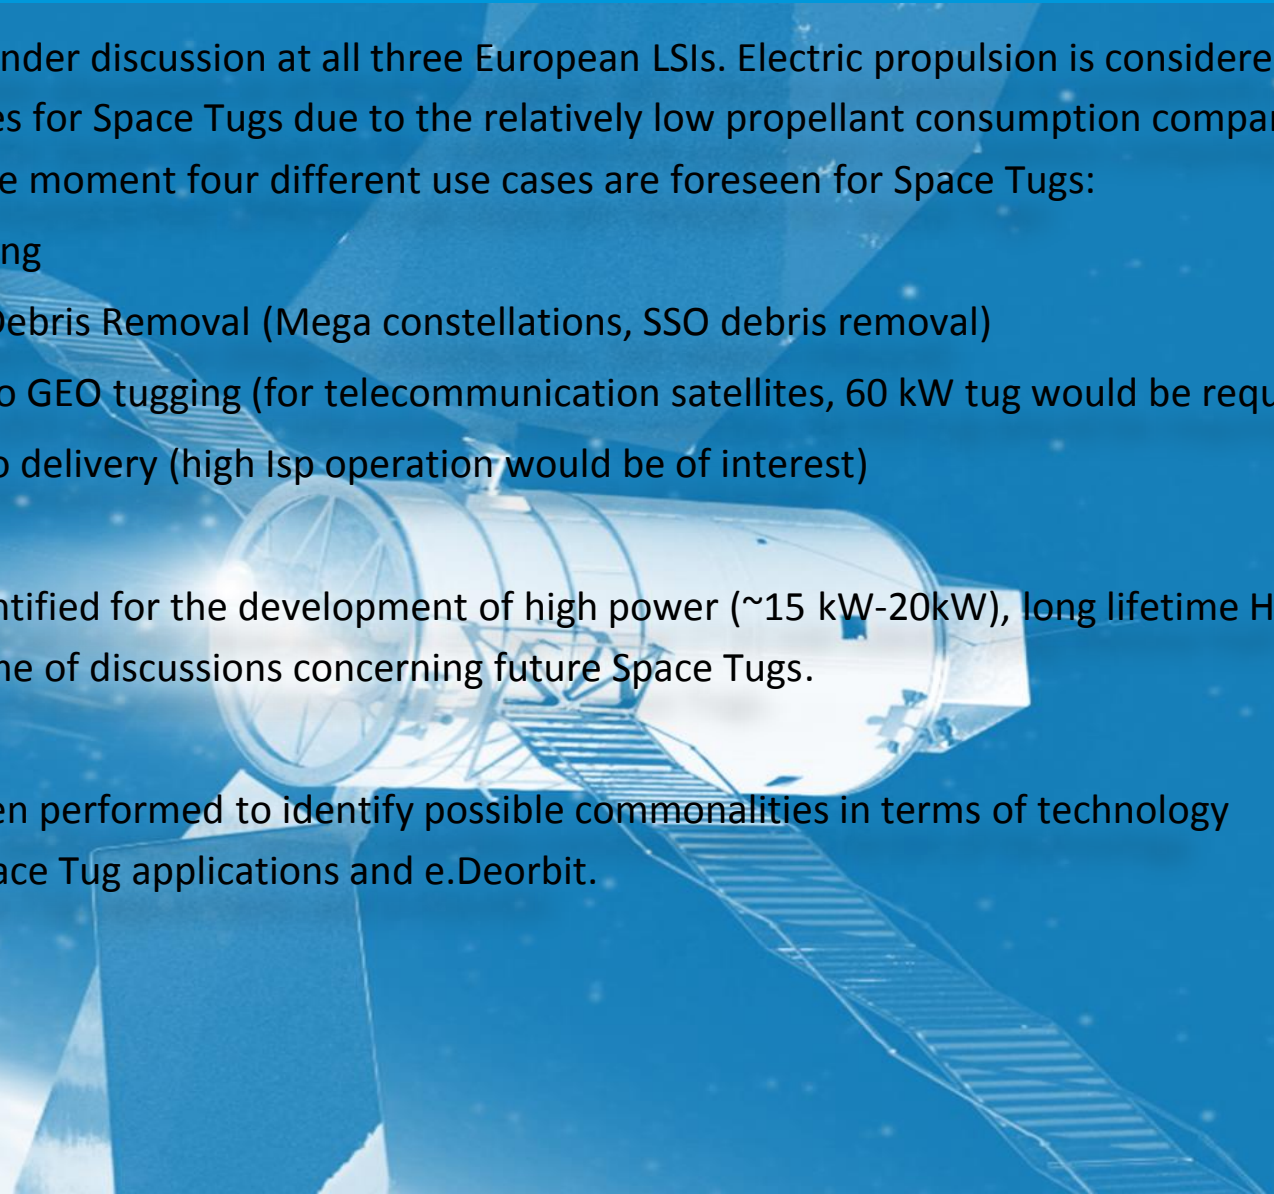 nder discussion at all three European LSIs. Electric propulsion is considere
es for Space Tugs due to the relatively low propellant consumption compar
e moment four different use cases are foreseen for Space Tugs:
ng
Debris Removal (Mega constellations, SSO debris removal)
o GEO tugging (for telecommunication satellites, 60 kW tug would be requ
o delivery (high Isp operation would be of interest)
ntified for the development of high power (~15 kW-20kW), long lifetime H
me of discussions concerning future Space Tugs.
en performed to identify possible commonalities in terms of technology
ace Tug applications and e.Deorbit.